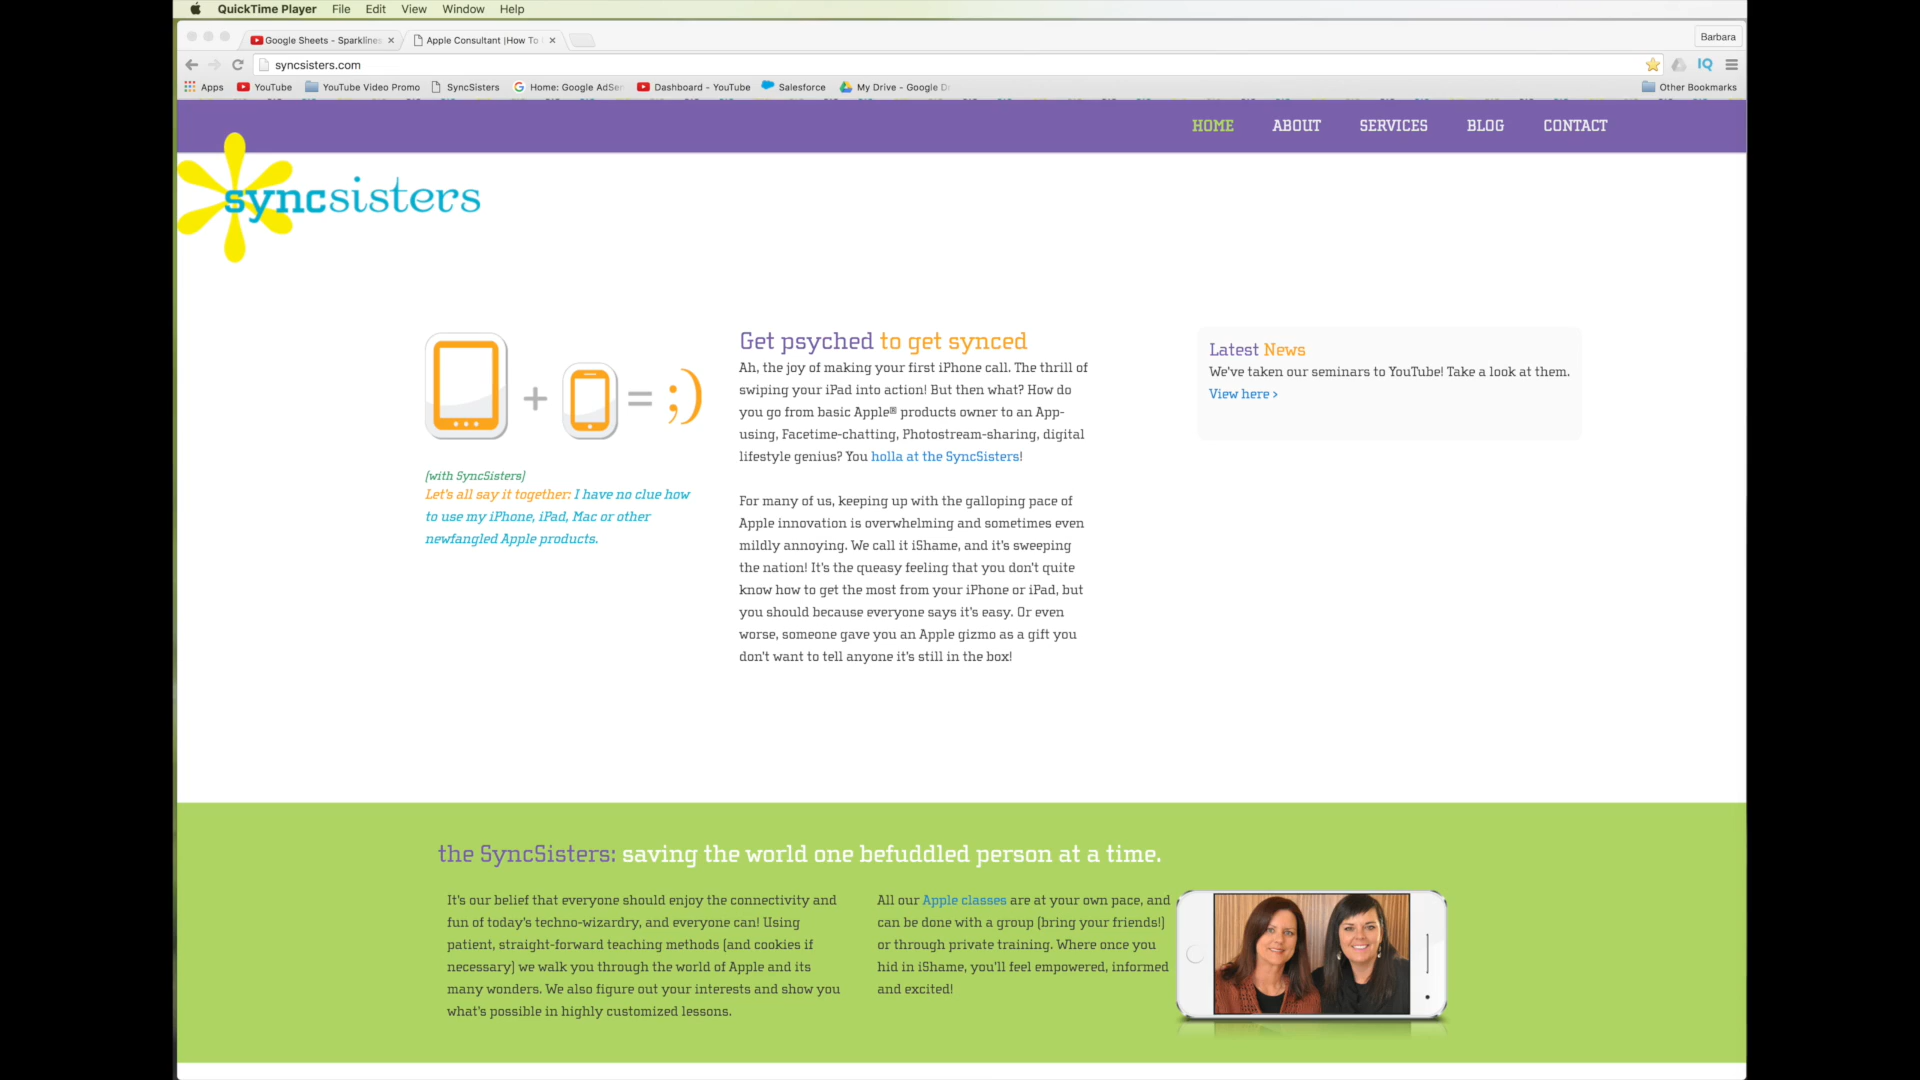 QuickTime Player File Edit View Window Help
Google Sheets - Sparklines
Apple Consultant |How To
Barbara
syncsisters.com
IQ
Apps YouTube YouTube Video Promo SyncSisters Home: Google AdSer Dashboard - YouTube Salesforce My Drive - Google D Other Bookmarks
HOME ABOUT SERVICES BLOG CONTACT
syncsisters
+ = ;)
(with SyncSisters)
Let's all say it together: I have no clue how
to use my iPhone, iPad, Mac or other
newfangled Apple products.
Get psyched to get synced
Ah, the joy of making your first iPhone call. The thrill of
swiping your iPad into action! But then what? How do
you go from basic Apple® products owner to an App-
using, Facetime-chatting, Photostream-sharing, digital
lifestyle genius? You holla at the SyncSisters!
For many of us, keeping up with the galloping pace of
Apple innovation is overwhelming and sometimes even
mildly annoying. We call it iShame, and it's sweeping
the nation! It's the queasy feeling that you don't quite
know how to get the most from your iPhone or iPad, but
you should because everyone says it's easy. Or even
worse, someone gave you an Apple gizmo as a gift you
don't want to tell anyone it's still in the box!
Latest News
We've taken our seminars to YouTube! Take a look at them.
View here >
the SyncSisters: saving the world one befuddled person at a time.
It's our belief that everyone should enjoy the connectivity and
fun of today's techno-wizardry, and everyone can! Using
patient, straight-forward teaching methods (and cookies if
necessary) we walk you through the world of Apple and its
many wonders. We also figure out your interests and show you
what's possible in highly customized lessons.
All our Apple classes are at your own pace, and
can be done with a group (bring your friends!)
or through private training. Where once you
hid in iShame, you'll feel empowered, informed
and excited!